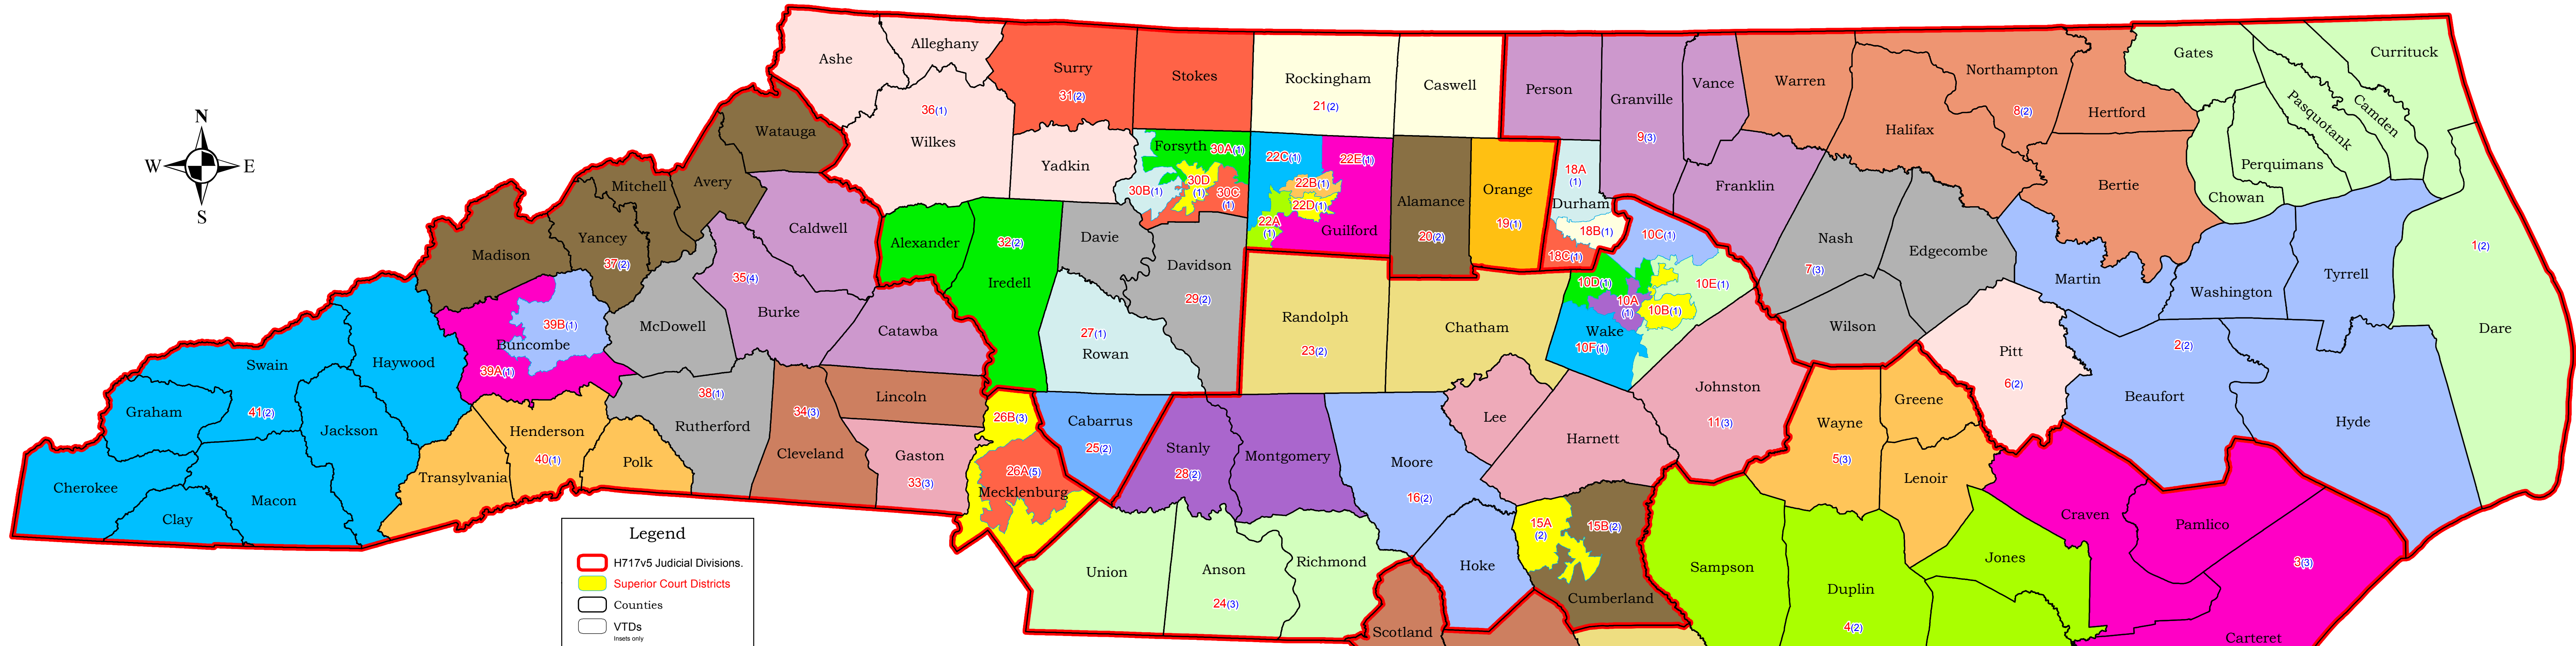 N
W E
S
Ashe
Alleghany
Surry
31(2)
Stokes
Rockingham
21(2)
Caswell
Person
Granville
9(3)
Vance
Warren
Northampton
8(2)
Halifax
Hertford
Gates
Currituck
Camden
Pasquotank
Perquimans
Chowan
Bertie
Watauga
36(1)
Wilkes
Yadkin
Forsyth 30A(1)
30B(1)
30D
(1)
30C
(1)
22C(1)
22E(1)
22B(1)
22D(1)
22A
(1)
Guilford
Alamance
20(2)
Orange
19(1)
18A
(1)
Durham
18B(1)
18C(1)
Franklin
10C(1)
10D(1)
10E(1)
10A
(1)
10B(1)
Wake
10F(1)
Nash
7(3)
Edgecombe
Wilson
Martin
Washington
Tyrrell
1(2)
Dare
Mitchell
Avery
Yancey
37(2)
Madison
Caldwell
35(4)
Burke
Alexander
32(2)
Iredell
Davie
Davidson
29(2)
27(1)
Rowan
Catawba
McDowell
39B(1)
Buncombe
39A(1)
Haywood
Swain
Graham
41(2)
Jackson
Cherokee
Clay
Macon
Transylvania
Henderson
40(1)
Polk
38(1)
Rutherford
34(3)
Cleveland
Lincoln
Gaston
33(3)
26B(3)
26A(5)
Mecklenburg
Cabarrus
25(2)
Stanly
28(2)
Montgomery
Randolph
23(2)
Chatham
Lee
Harnett
Johnston
11(3)
Moore
16(2)
Hoke
15A
(2)
15B(2)
Cumberland
Wayne
5(3)
Greene
Lenoir
Pitt
6(2)
2(2)
Beaufort
Hyde
Craven
Pamlico
3(3)
Carteret
Jones
Sampson
Duplin
4(2)
Union
Anson
24(3)
Richmond
Scotland
Legend
H717v5 Judicial Divisions.
Superior Court Districts
Counties
VTDs
Insets only